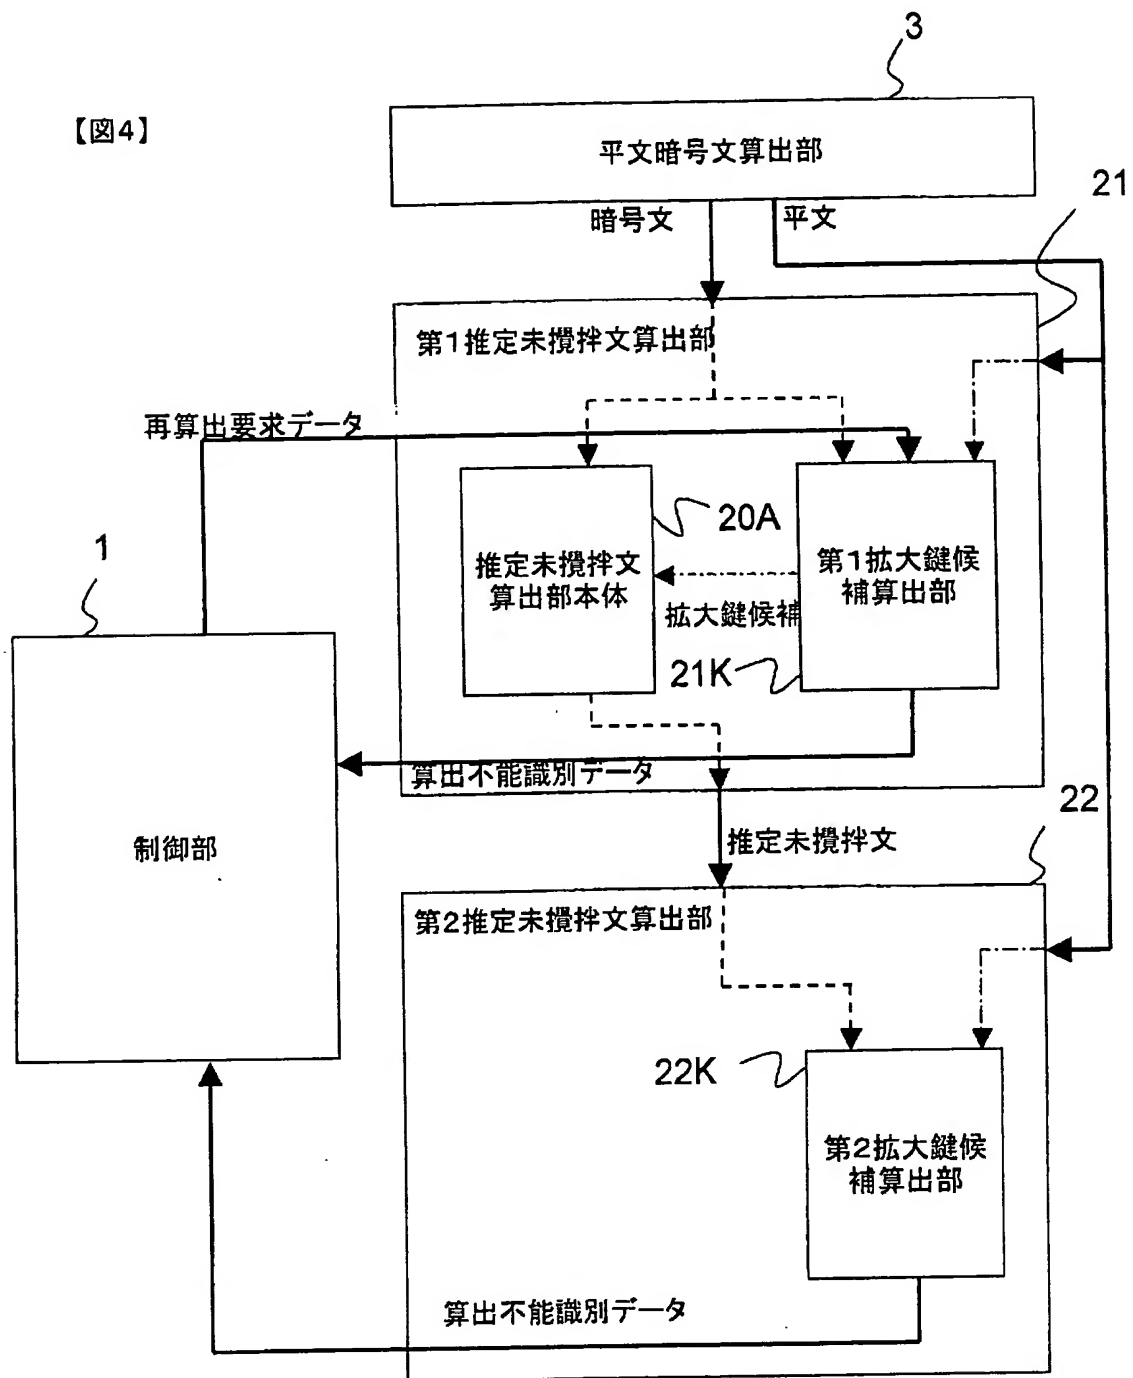 3
【図4】
平文暗号文算出部
21
暗号文
平文
第1推定未攪拌文算出部
再算出要求データ
20A
1
推定未攪拌文
算出部本体
第1拡大鍵候
補算出部
拡大鍵候補
21K
算出不能識別データ
22
推定未攪拌文
制御部
第2推定未攪拌文算出部
22K
第2拡大鍵候
補算出部
算出不能識別データ